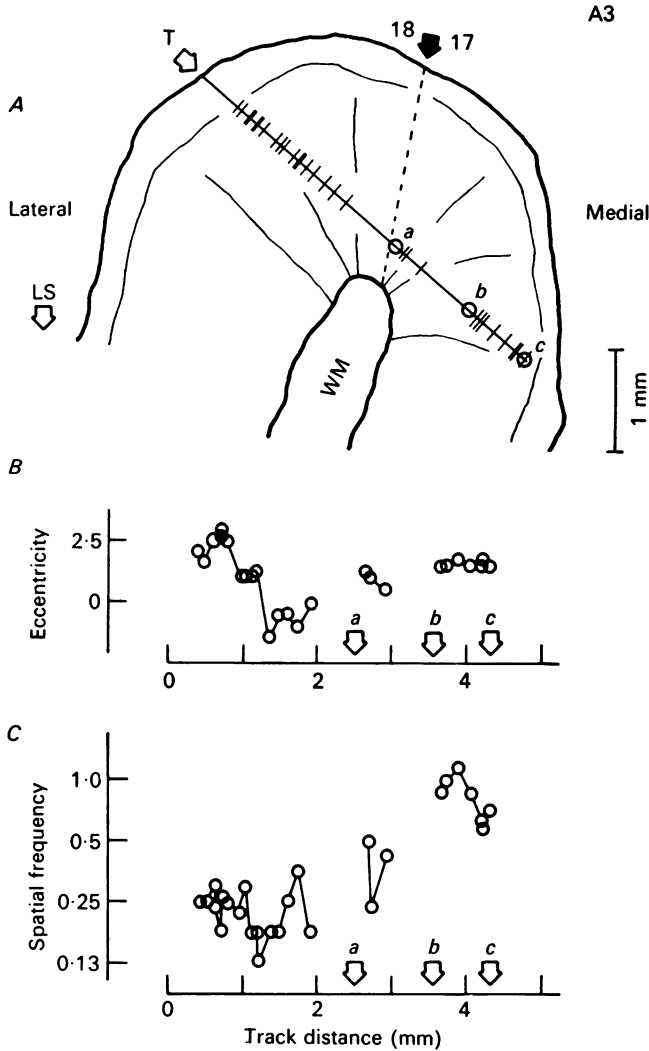 A3
T
18 17
A
a
Lateral
Medial
LS
b
c
WM
1 mm
B
Eccentricity
2·5
0
a b c
0 2 4
C
Spatial frequency
1·0
0·5
0·25
0·13
a b c
0 2 4
Track distance (mm)